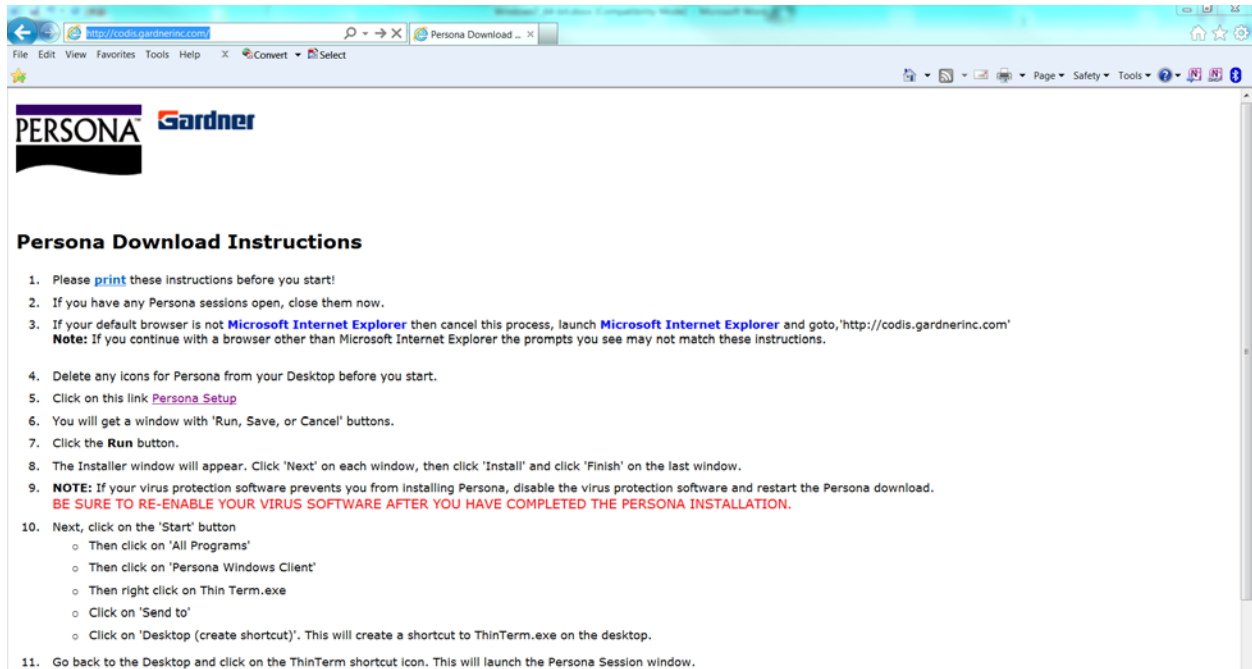 http://codis.gardnerinc.com/
Persona Download ...
File Edit View Favorites Tools Help X Convert Select
Page Safety Tools
PERSONA™ Gardner
Persona Download Instructions
1. Please print these instructions before you start!
2. If you have any Persona sessions open, close them now.
3. If your default browser is not Microsoft Internet Explorer then cancel this process, launch Microsoft Internet Explorer and goto,'http://codis.gardnerinc.com'
Note: If you continue with a browser other than Microsoft Internet Explorer the prompts you see may not match these instructions.
4. Delete any icons for Persona from your Desktop before you start.
5. Click on this link Persona Setup
6. You will get a window with 'Run, Save, or Cancel' buttons.
7. Click the Run button.
8. The Installer window will appear. Click 'Next' on each window, then click 'Install' and click 'Finish' on the last window.
9. NOTE: If your virus protection software prevents you from installing Persona, disable the virus protection software and restart the Persona download.
BE SURE TO RE-ENABLE YOUR VIRUS SOFTWARE AFTER YOU HAVE COMPLETED THE PERSONA INSTALLATION.
10. Next, click on the 'Start' button
○ Then click on 'All Programs'
○ Then click on 'Persona Windows Client'
○ Then right click on Thin Term.exe
○ Click on 'Send to'
○ Click on 'Desktop (create shortcut)'. This will create a shortcut to ThinTerm.exe on the desktop.
11. Go back to the Desktop and click on the ThinTerm shortcut icon. This will launch the Persona Session window.